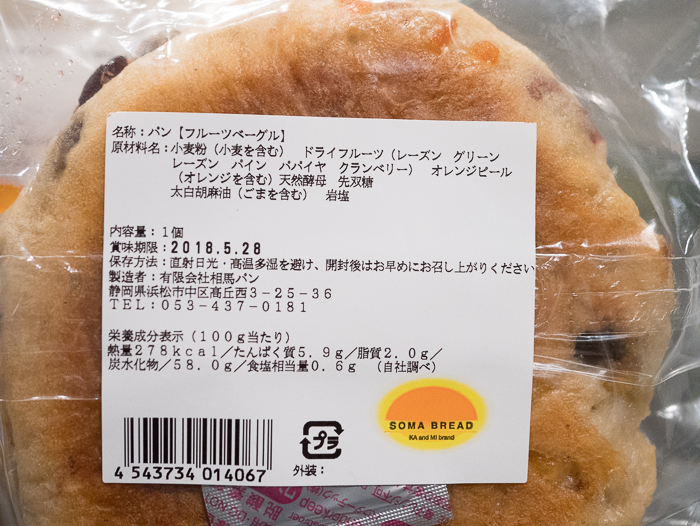 名称：パン【フルーツベーグル】
原材料名：小麦粉（小麦を含む）　ドライフルーツ（レーズン　グリーン
レーズン　パイン　パパイヤ　クランベリー）　オレンジピール
（オレンジを含む）天然酵母　先双糖
太白胡麻油（ごまを含む）　岩塩
内容量：1個
賞味期限：2018.5.28
保存方法：直射日光・高温多湿を避け、開封後はお早めにお召し上がりください
製造者：有限会社相馬パン
静岡県浜松市中区高丘西3－25－36
TEL：053－437－0181
栄養成分表示（100g当たり）
熱量278kcal／たんぱく質5.9g／脂質2.0g／
炭水化物／58.0g／食塩相当量0.6g　（自社調べ）
SOMA BREAD
KA and MI brand
4 543734 014067
プラ
外装：